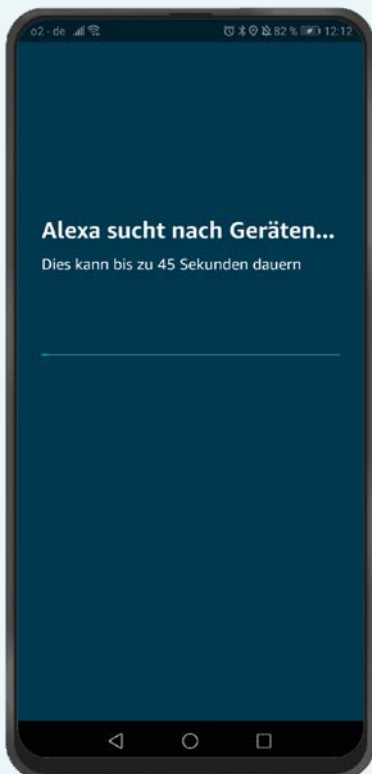 o2 - de 82 % 12:12
Alexa sucht nach Geräten...
Dies kann bis zu 45 Sekunden dauern